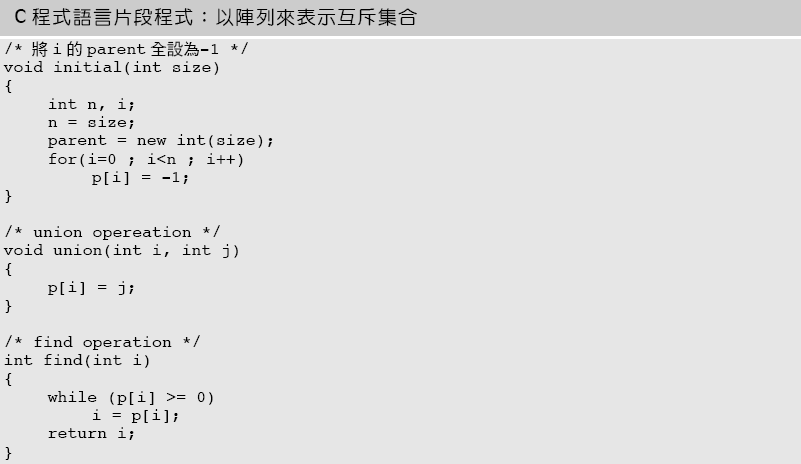 C 程式語言片段程式：以陣列來表示互斥集合
/* 將 i 的 parent 全設為-1 */
void initial(int size)
{
     int n, i;
     n = size;
     parent = new int(size);
     for(i=0 ; i<n ; i++)
          p[i] = -1;
}
/* union opereation */
void union(int i, int j)
{
     p[i] = j;
}
/* find operation */
int find(int i)
{
     while (p[i] >= 0)
          i = p[i];
     return i;
}